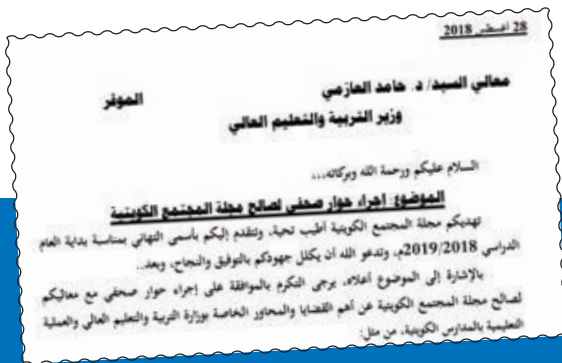 28 اغسطس 2018
معالي السيد/ د. حامد العازمي الموقر
وزير التربية والتعليم العالي
السلام عليكم ورحمة الله وبركاته...
الموضوع: اجراء حوار صحفي لصالح مجلة المجتمع الكويتية
تهديكم مجلة المجتمع الكويتية أطيب تحية، وتتقدم إليكم بأسمى التهاني بمناسبة بداية العام
الدراسي 2019/2018م، وتدعو الله أن يكلل جهودكم بالتوفيق والنجاح، وبعد..
بالإشارة إلى الموضوع أعلاه، يرجى التكرم بالموافقة على إجراء حوار صحفي مع معاليكم
لصالح مجلة المجتمع الكويتية عن أهم القضايا والمحاور الخاصة بوزارة التربية والتعليم العالي والعملية
التعليمية بالمدارس الكويتية، من مثل: